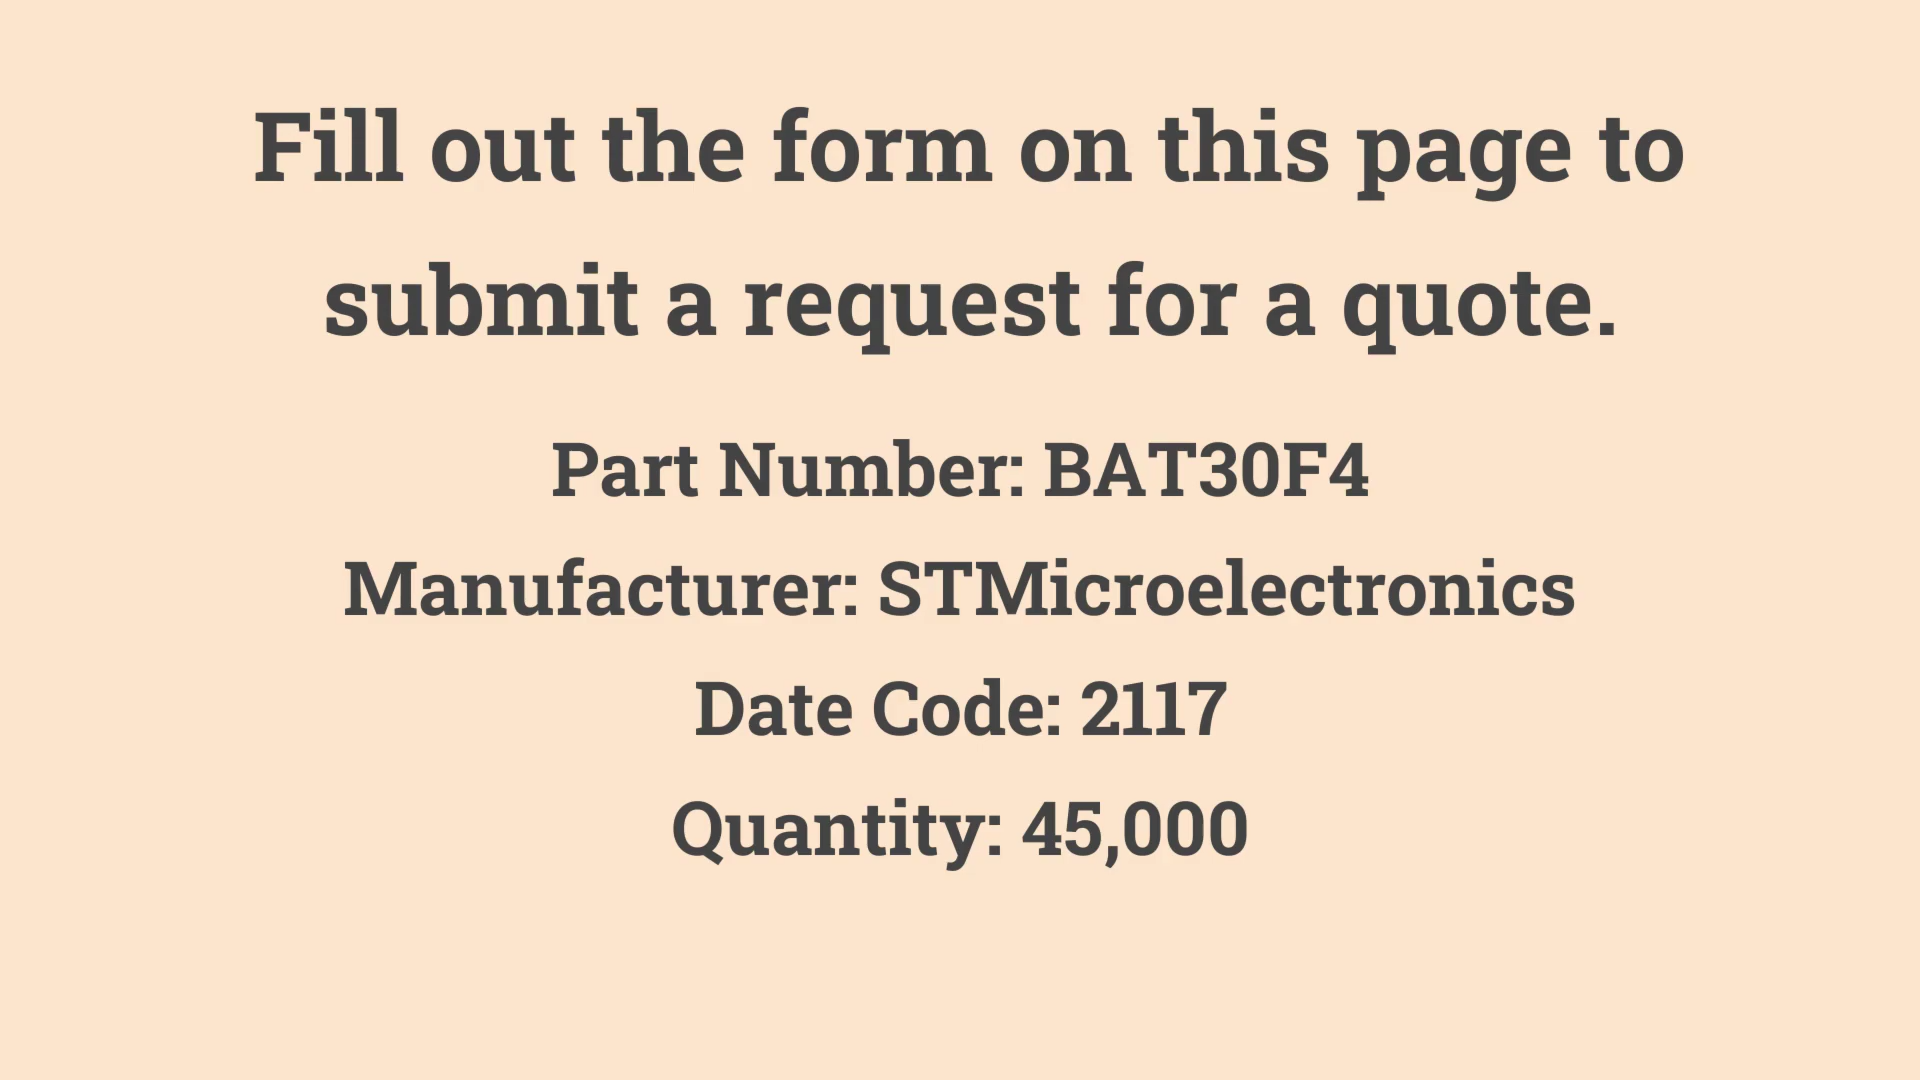 Fill out the form on this page to
submit a request for a quote.
Part Number: BAT30F4
Manufacturer: STMicroelectronics
Date Code: 2117
Quantity: 45,000